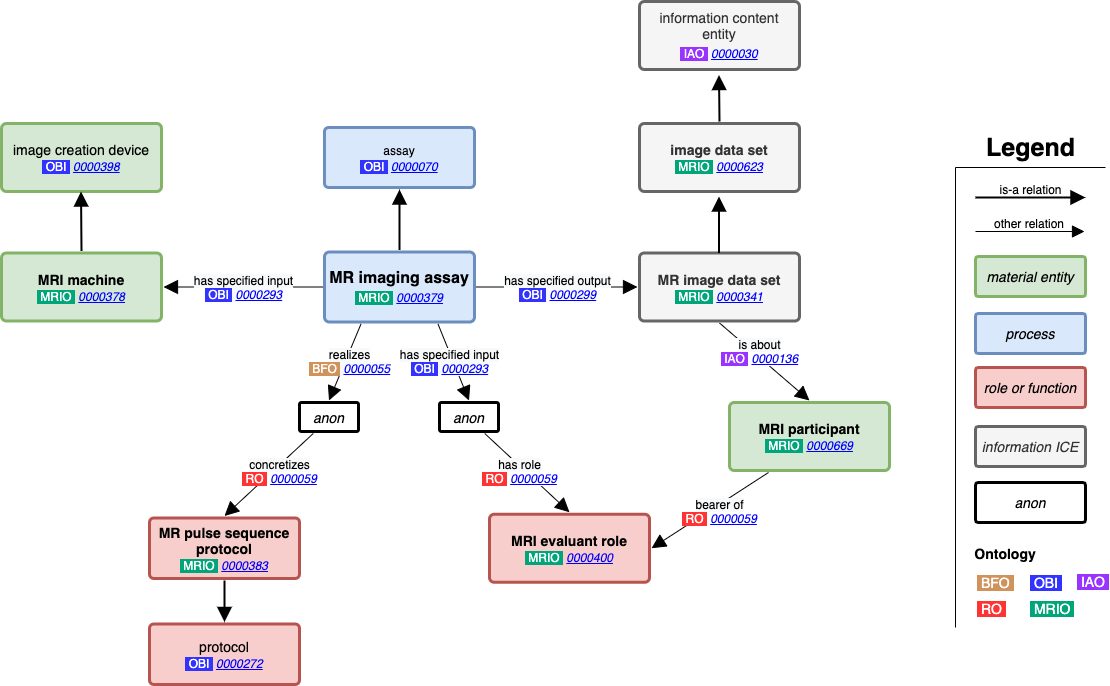 information content
entity
IAO 0000030
image creation device
OBI 0000398
assay
OBI 0000070
image data set
MRIO 0000623
MRI machine
MRIO 0000378
has specified input
OBI 0000293
MR imaging assay
MRIO 0000379
has specified output
OBI 0000299
MR image data set
MRIO 0000341
realizes
BFO 0000055
has specified input
OBI 0000293
is about
IAO 0000136
anon
anon
MRI participant
MRIO 0000669
concretizes
RO 0000059
has role
RO 0000059
bearer of
RO 0000059
MR pulse sequence
protocol
MRIO 0000383
MRI evaluant role
MRIO 0000400
protocol
OBI 0000272
Legend
is-a relation
other relation
material entity
process
role or function
information ICE
anon
Ontology
BFO OBI IAO
RO MRIO